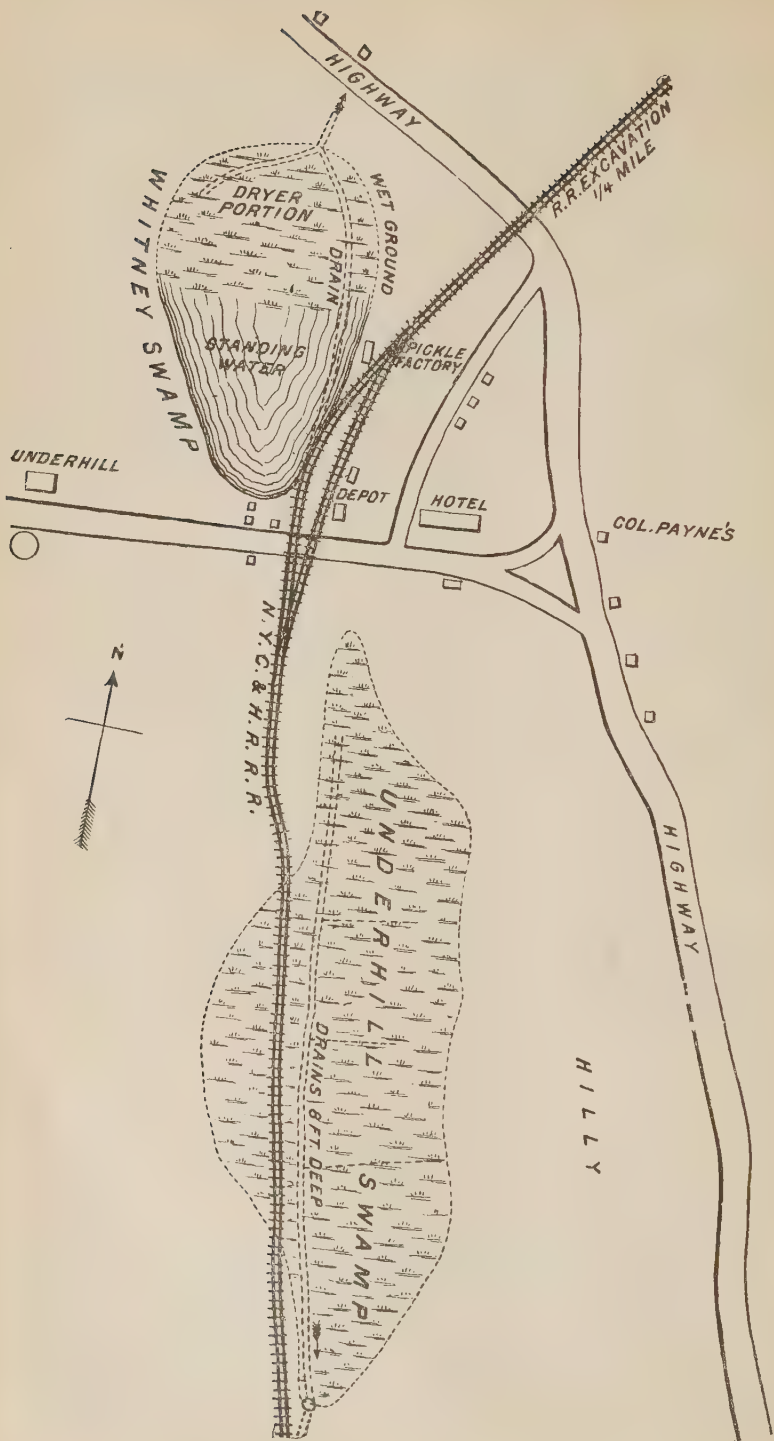 HIGHWAY
R.R. EXCAVATION
1/4 MILE
WET GROUND
DRYER
PORTION
DRAIN
WHITNEY SWAMP
STANDING
WATER
PICKLE
FACTORY
UNDERHILL
DEPOT
HOTEL
COL. PAYNE'S
N
N.Y.C. & H.R.R.R.
UNDERHILL SWAMP
HIGHWAY
DRAINS 8 FT. DEEP
HILLY